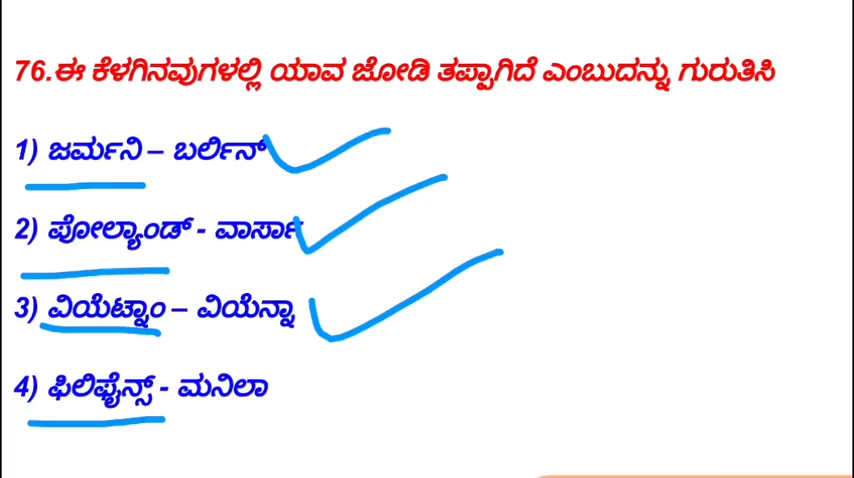 76.ಈ ಕೆಳಗಿನವುಗಳಲ್ಲಿ ಯಾವ ಜೋಡಿ ತಪ್ಪಾಗಿದೆ ಎಂಬುದನ್ನು ಗುರುತಿಸಿ
1) ಜರ್ಮನಿ – ಬರ್ಲಿನ್
2) ಪೋಲ್ಯಾಂಡ್ - ವಾರ್ಸಾ
3) ವಿಯೆಟ್ನಾಂ – ವಿಯೆನ್ನಾ
4) ಫಿಲಿಫೈನ್ಸ್ - ಮನಿಲಾ